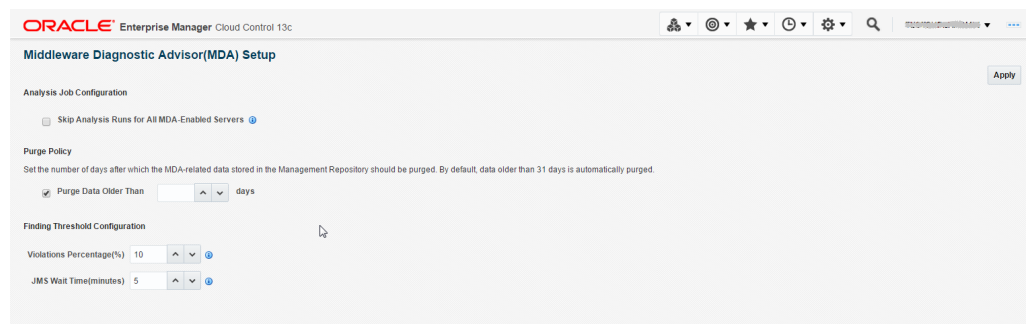 ORACLE Enterprise Manager Cloud Control 13c
Middleware Diagnostic Advisor(MDA) Setup
Apply
Analysis Job Configuration
Skip Analysis Runs for All MDA-Enabled Servers
Purge Policy
Set the number of days after which the MDA-related data stored in the Management Repository should be purged. By default, data older than 31 days is automatically purged.
Purge Data Older Than days
Finding Threshold Configuration
Violations Percentage(%) 10
JMS Wait Time(minutes) 5